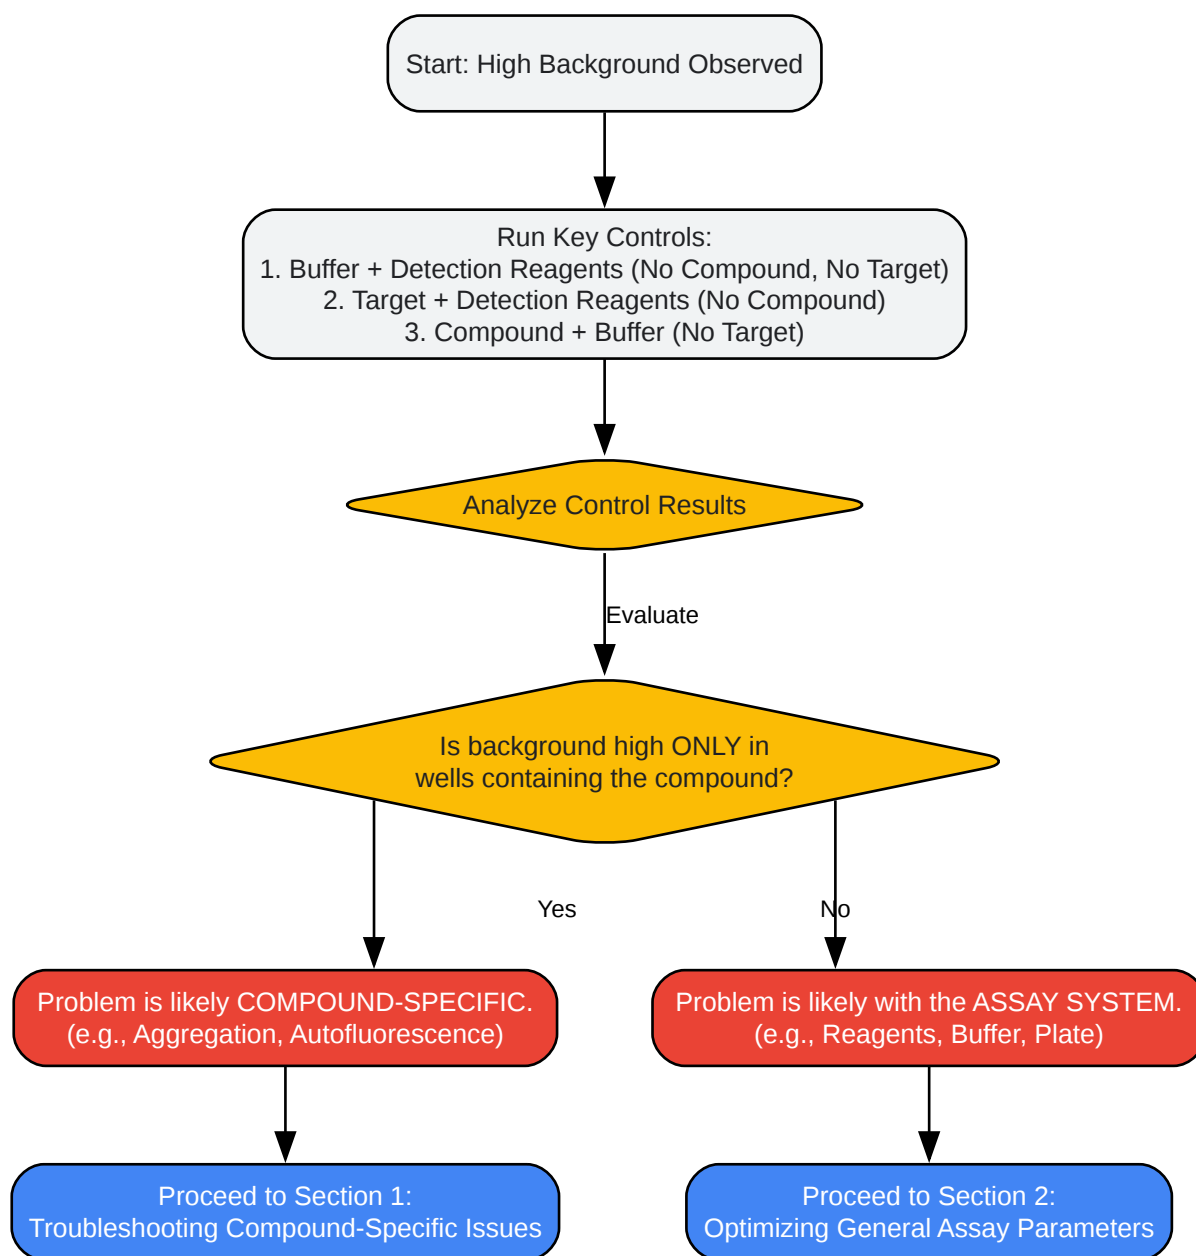 Start: High Background Observed
Run Key Controls:
1. Buffer + Detection Reagents (No Compound, No Target)
2. Target + Detection Reagents (No Compound)
3. Compound + Buffer (No Target)
Analyze Control Results
Evaluate
Is background high ONLY in
wells containing the compound?
Yes
No
Problem is likely COMPOUND-SPECIFIC.
(e.g., Aggregation, Autofluorescence)
Problem is likely with the ASSAY SYSTEM.
(e.g., Reagents, Buffer, Plate)
Proceed to Section 1:
Troubleshooting Compound-Specific Issues
Proceed to Section 2:
Optimizing General Assay Parameters